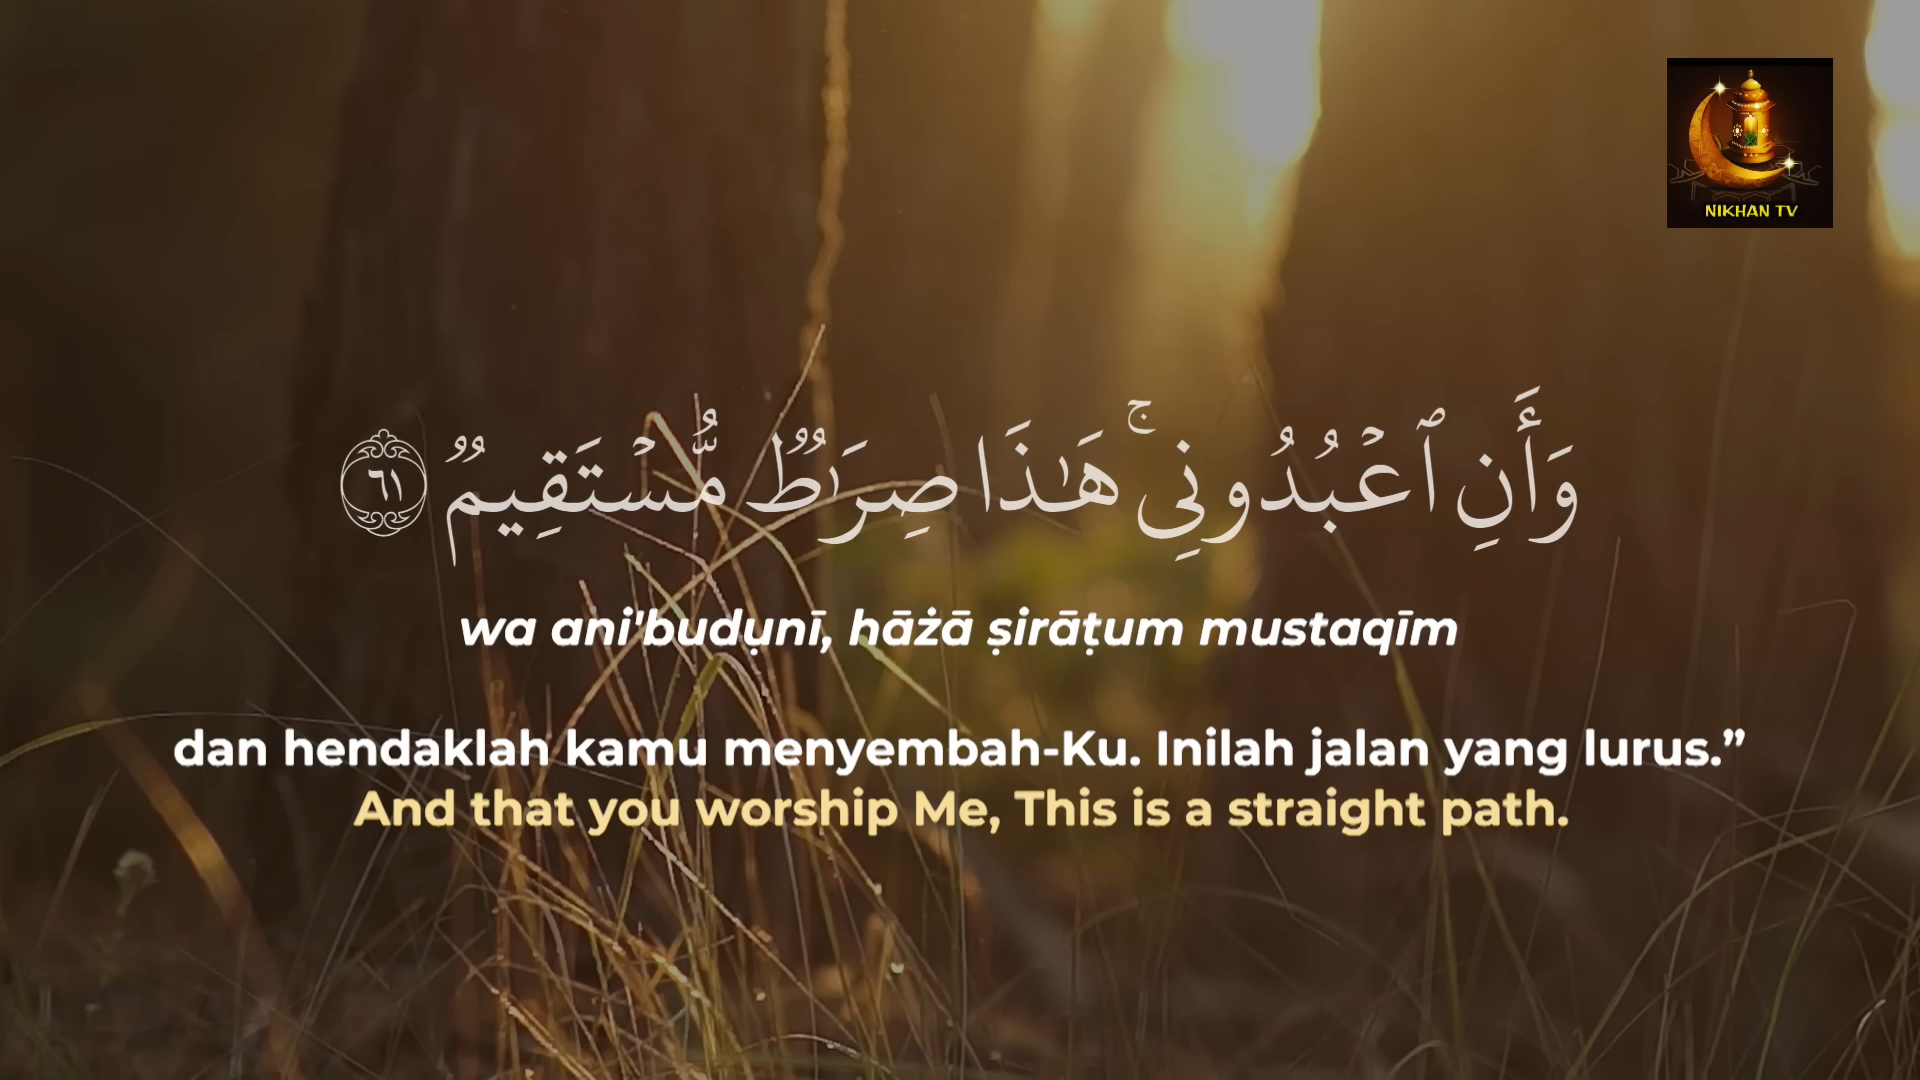 NIKHAN TV
وَأَنِ ٱعْبُدُونِى ۚ هَـٰذَا صِرَٰطٌ مُّسْتَقِيمٌ ٦١
wa ani'budụnī, hāżā ṣirāṭum mustaqīm
dan hendaklah kamu menyembah-Ku. Inilah jalan yang lurus.”
And that you worship Me, This is a straight path.